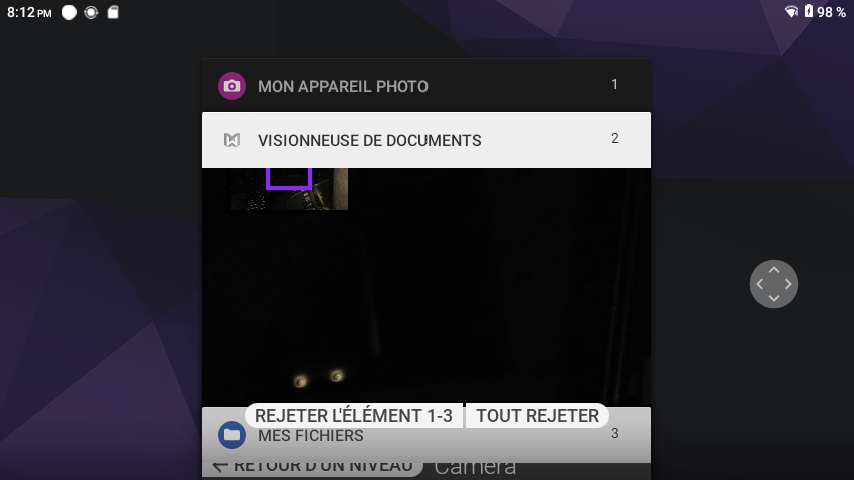 8:12 PM 98 %
MON APPAREIL PHOTO 1
VISIONNEUSE DE DOCUMENTS 2
REJETER L'ÉLÉMENT 1-3 TOUT REJETER
MES FICHIERS 3
RETOUR D'UN NIVEAU Camera